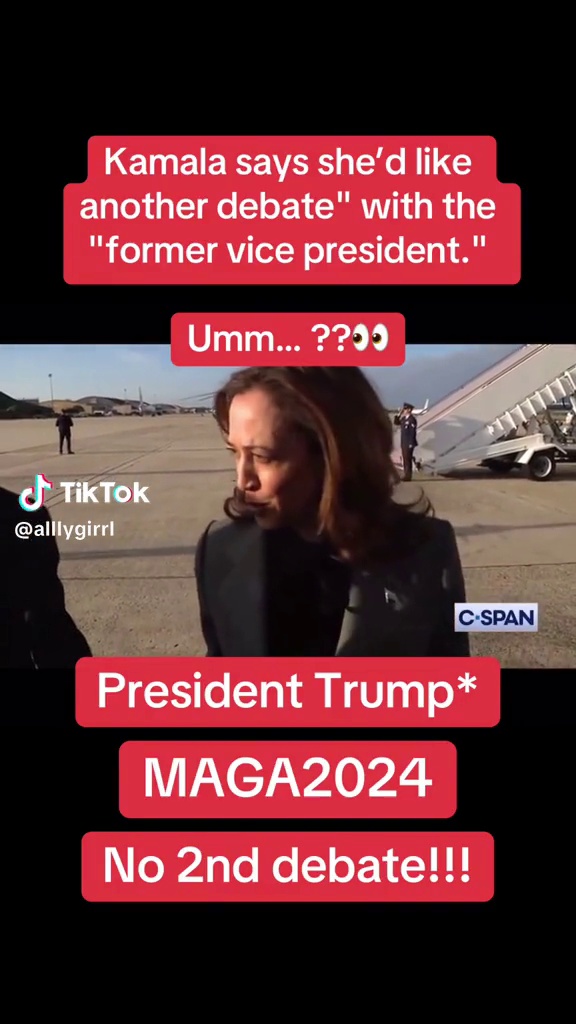 Kamala says she’d like
another debate" with the
"former vice president."
Umm... ??👀
TikTok
@alllygirrl
C-SPAN
President Trump*
MAGA2024
No 2nd debate!!!